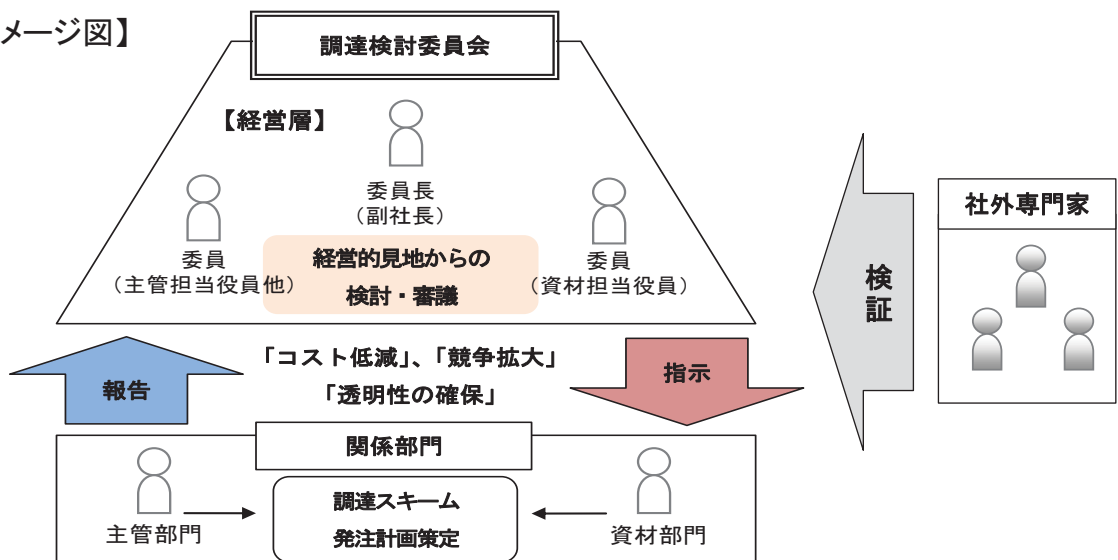 メージ図】
調達検討委員会
【経営層】
委員長
（副社長）
委員
（主管担当役員他）
経営的見地からの
検討・審議
委員
（資材担当役員）
検証
社外専門家
報告
「コスト低減」、「競争拡大」
「透明性の確保」
指示
関係部門
主管部門
調達スキーム
発注計画策定
資材部門